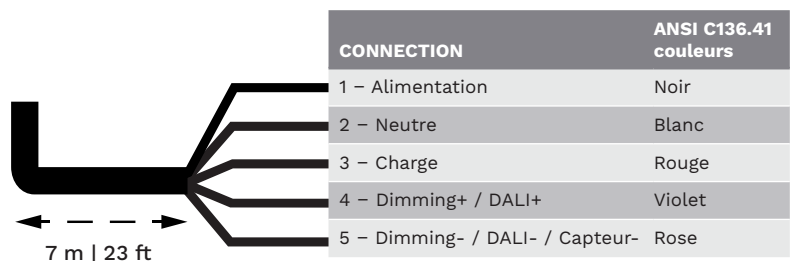 CONNECTION ANSI C136.41 couleurs
1 – Alimentation Noir
2 – Neutre Blanc
3 – Charge Rouge
4 – Dimming+ / DALI+ Violet
5 – Dimming- / DALI- / Capteur- Rose
7 m | 23 ft